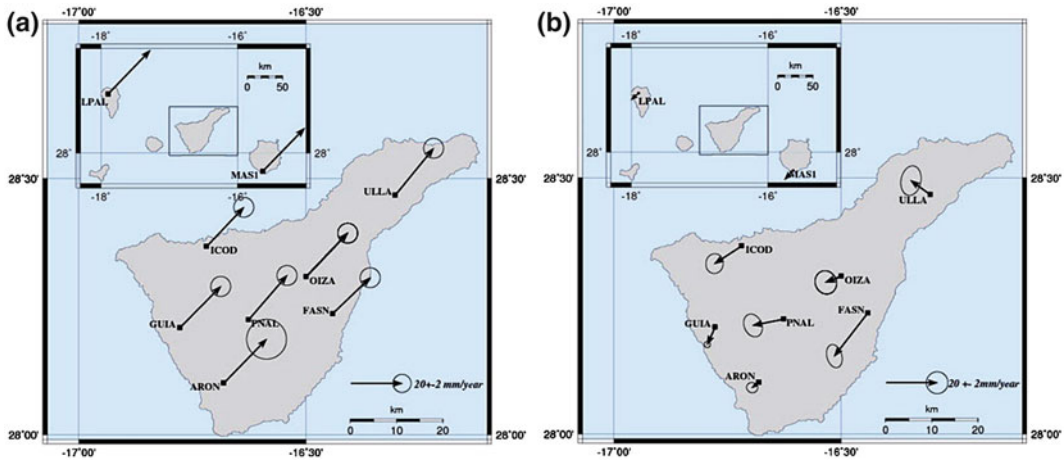 (a)
-17°00'
-16°30'
-18°
-16°
km
0 50
LPAL
28°
28°
MAS1
-18°
-16°
28°30'
ULLA
ICOD
OIZA
GUIA
PNAL
FASN
ARON
20+-2 mm/year
km
0 10 20
28°00'
-17°00'
-16°30'
(b)
-17°00'
-16°30'
-18°
-16°
km
0 50
LPAL
28°
28°
MAS1
-18°
-16°
28°30'
28°30'
ULLA
ICOD
OIZA
FASN
GUIA
PNAL
ARON
20 +- 2mm/year
km
0 10 20
28°00'
28°00'
-17°00'
-16°30'